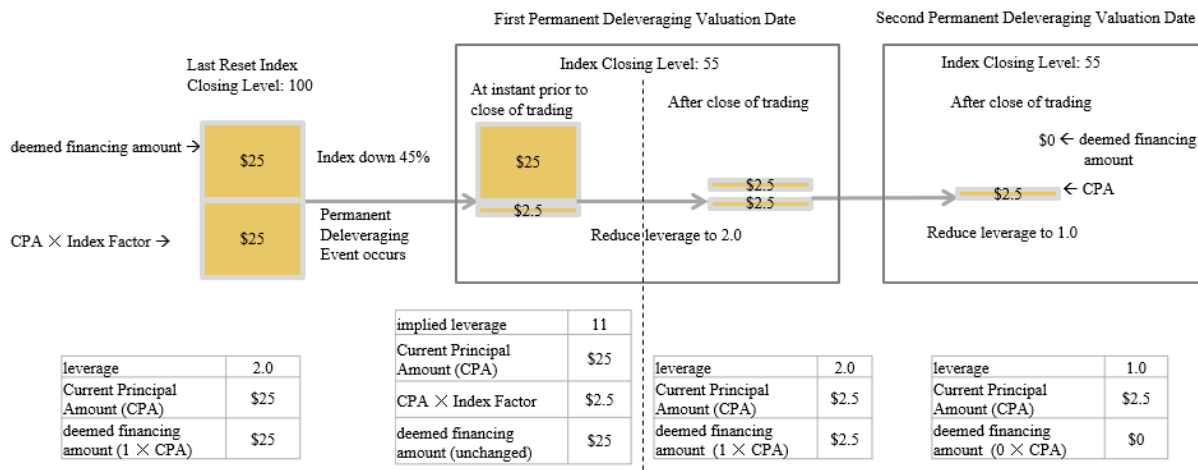 First Permanent Deleveraging Valuation Date
Second Permanent Deleveraging Valuation Date
Last Reset Index
Closing Level: 100
deemed financing amount →
$25
CPA × Index Factor →
$25
Index down 45%
Permanent
Deleveraging
Event occurs
Index Closing Level: 55
At instant prior to
close of trading
$25
$2.5
After close of trading
$2.5
$2.5
Reduce leverage to 2.0
Index Closing Level: 55
After close of trading
$0 ← deemed financing
amount
$2.5
← CPA
Reduce leverage to 1.0
leverage 2.0
Current Principal
Amount (CPA) $25
deemed financing
amount (1 × CPA) $25
implied leverage 11
Current Principal
Amount (CPA) $25
CPA × Index Factor $2.5
deemed financing
amount (unchanged) $25
leverage 2.0
Current Principal
Amount (CPA) $2.5
deemed financing
amount (1 × CPA) $2.5
leverage 1.0
Current Principal
Amount (CPA) $2.5
deemed financing
amount (0 × CPA) $0